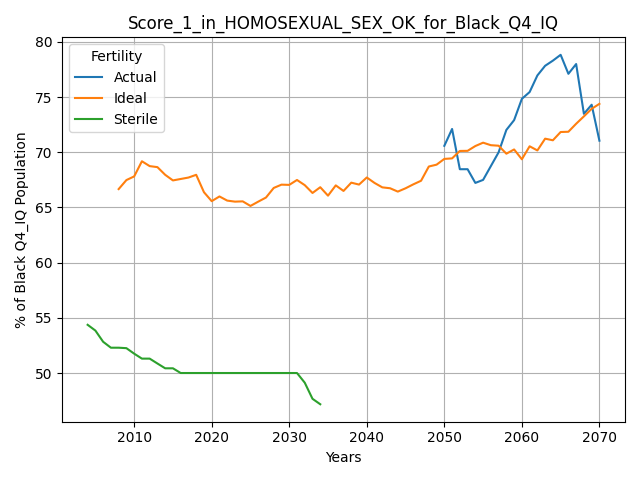 Score_1_in_HOMOSEXUAL_SEX_OK_for_Black_Q4_IQ
Fertility
Actual
Ideal
Sterile
% of Black Q4_IQ Population
80
75
70
65
60
55
50
2010 2020 2030 2040 2050 2060 2070
Years